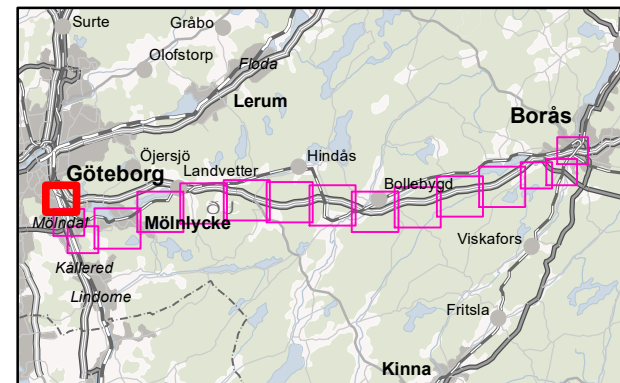 Surte
Gråbo
Olofstorp
Floda
Lerum
Borås
Öjersjö
Hindås
Göteborg
Landvetter
Bollebygd
Mölndal
Mölnlycke
Viskafors
Kållered
Lindome
Fritsla
Kinna